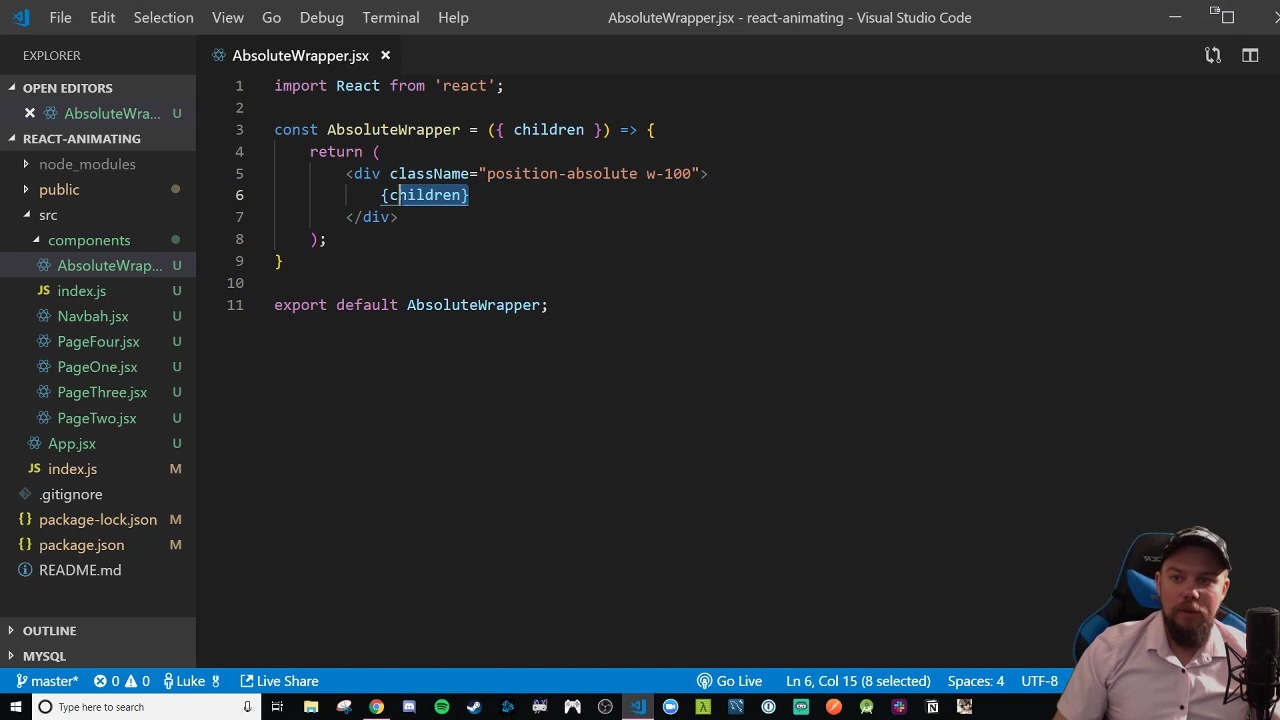 File Edit Selection View Go Debug Terminal Help AbsoluteWrapper.jsx - react-animating - Visual Studio Code
EXPLORER
AbsoluteWrapper.jsx
OPEN EDITORS
AbsoluteWra... U
REACT-ANIMATING
node_modules
public
src
components
AbsoluteWrap... U
JS index.js U
Navbah.jsx U
PageFour.jsx U
PageOne.jsx U
PageThree.jsx U
PageTwo.jsx U
App.jsx U
JS index.js M
.gitignore
{} package-lock.json M
{} package.json M
README.md
OUTLINE
MYSQL
1 import React from 'react';
2
3 const AbsoluteWrapper = ({ children }) => {
4 return (
5 <div className="position-absolute w-100">
6 {children}
7 </div>
8 );
9 }
10
11 export default AbsoluteWrapper;
master* 0 0 Luke Live Share Go Live Ln 6, Col 15 (8 selected) Spaces: 4 UTF-8
Type here to search